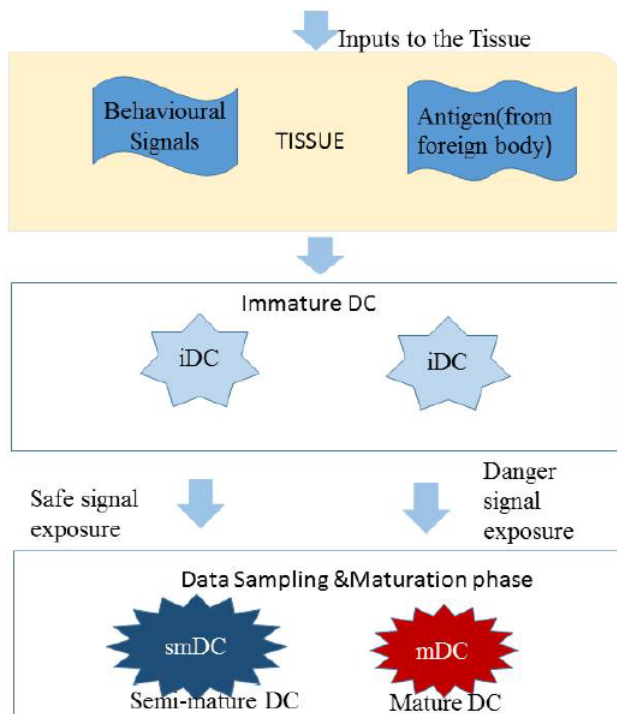 Inputs to the Tissue
Behavioural
Signals
TISSUE
Antigen(from
foreign body)
Immature DC
iDC
iDC
Safe signal
exposure
Danger
signal
exposure
Data Sampling &Maturation phase
smDC
mDC
Semi-mature DC
Mature DC